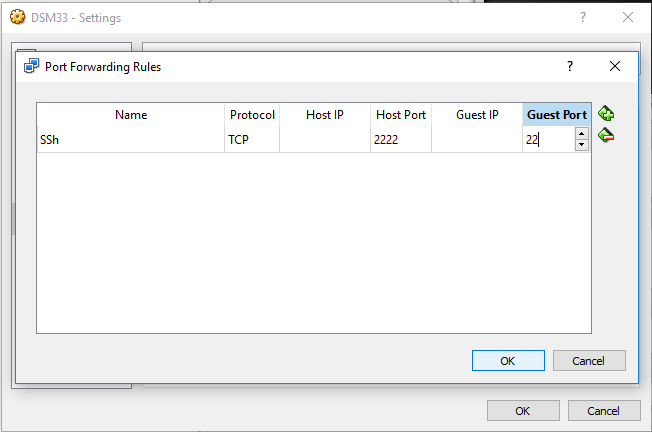 DSM33 - Settings
Port Forwarding Rules
Name Protocol Host IP Host Port Guest IP Guest Port
SSh TCP 2222 22
OK Cancel
OK Cancel